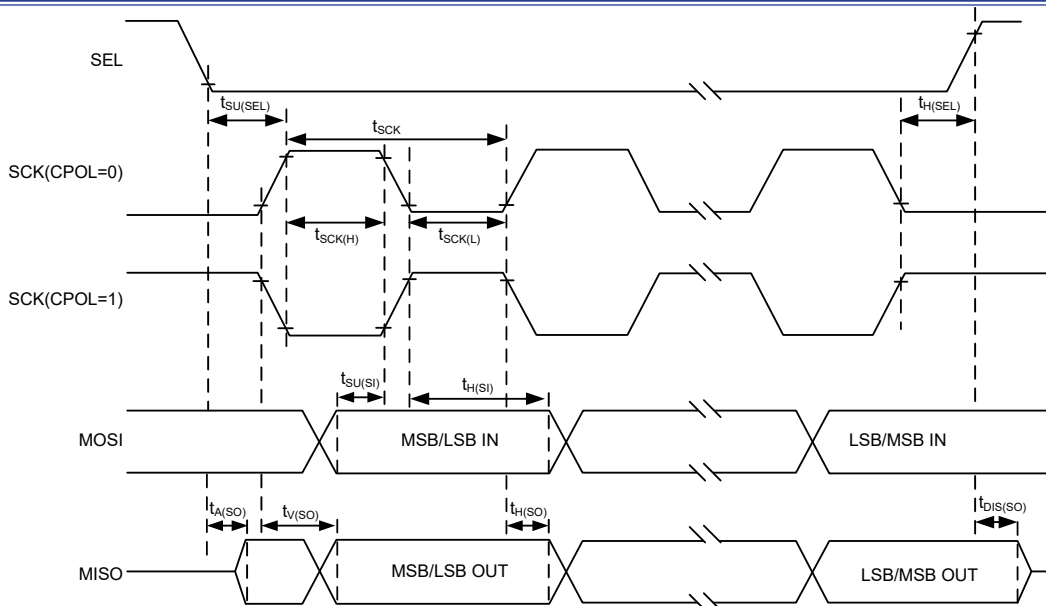 SEL
tSU(SEL)
tSCK
tH(SEL)
SCK(CPOL=0)
tSCK(H)
tSCK(L)
SCK(CPOL=1)
tSU(SI)
tH(SI)
MOSI
MSB/LSB IN
LSB/MSB IN
tA(SO)
tV(SO)
tH(SO)
tDIS(SO)
MISO
MSB/LSB OUT
LSB/MSB OUT